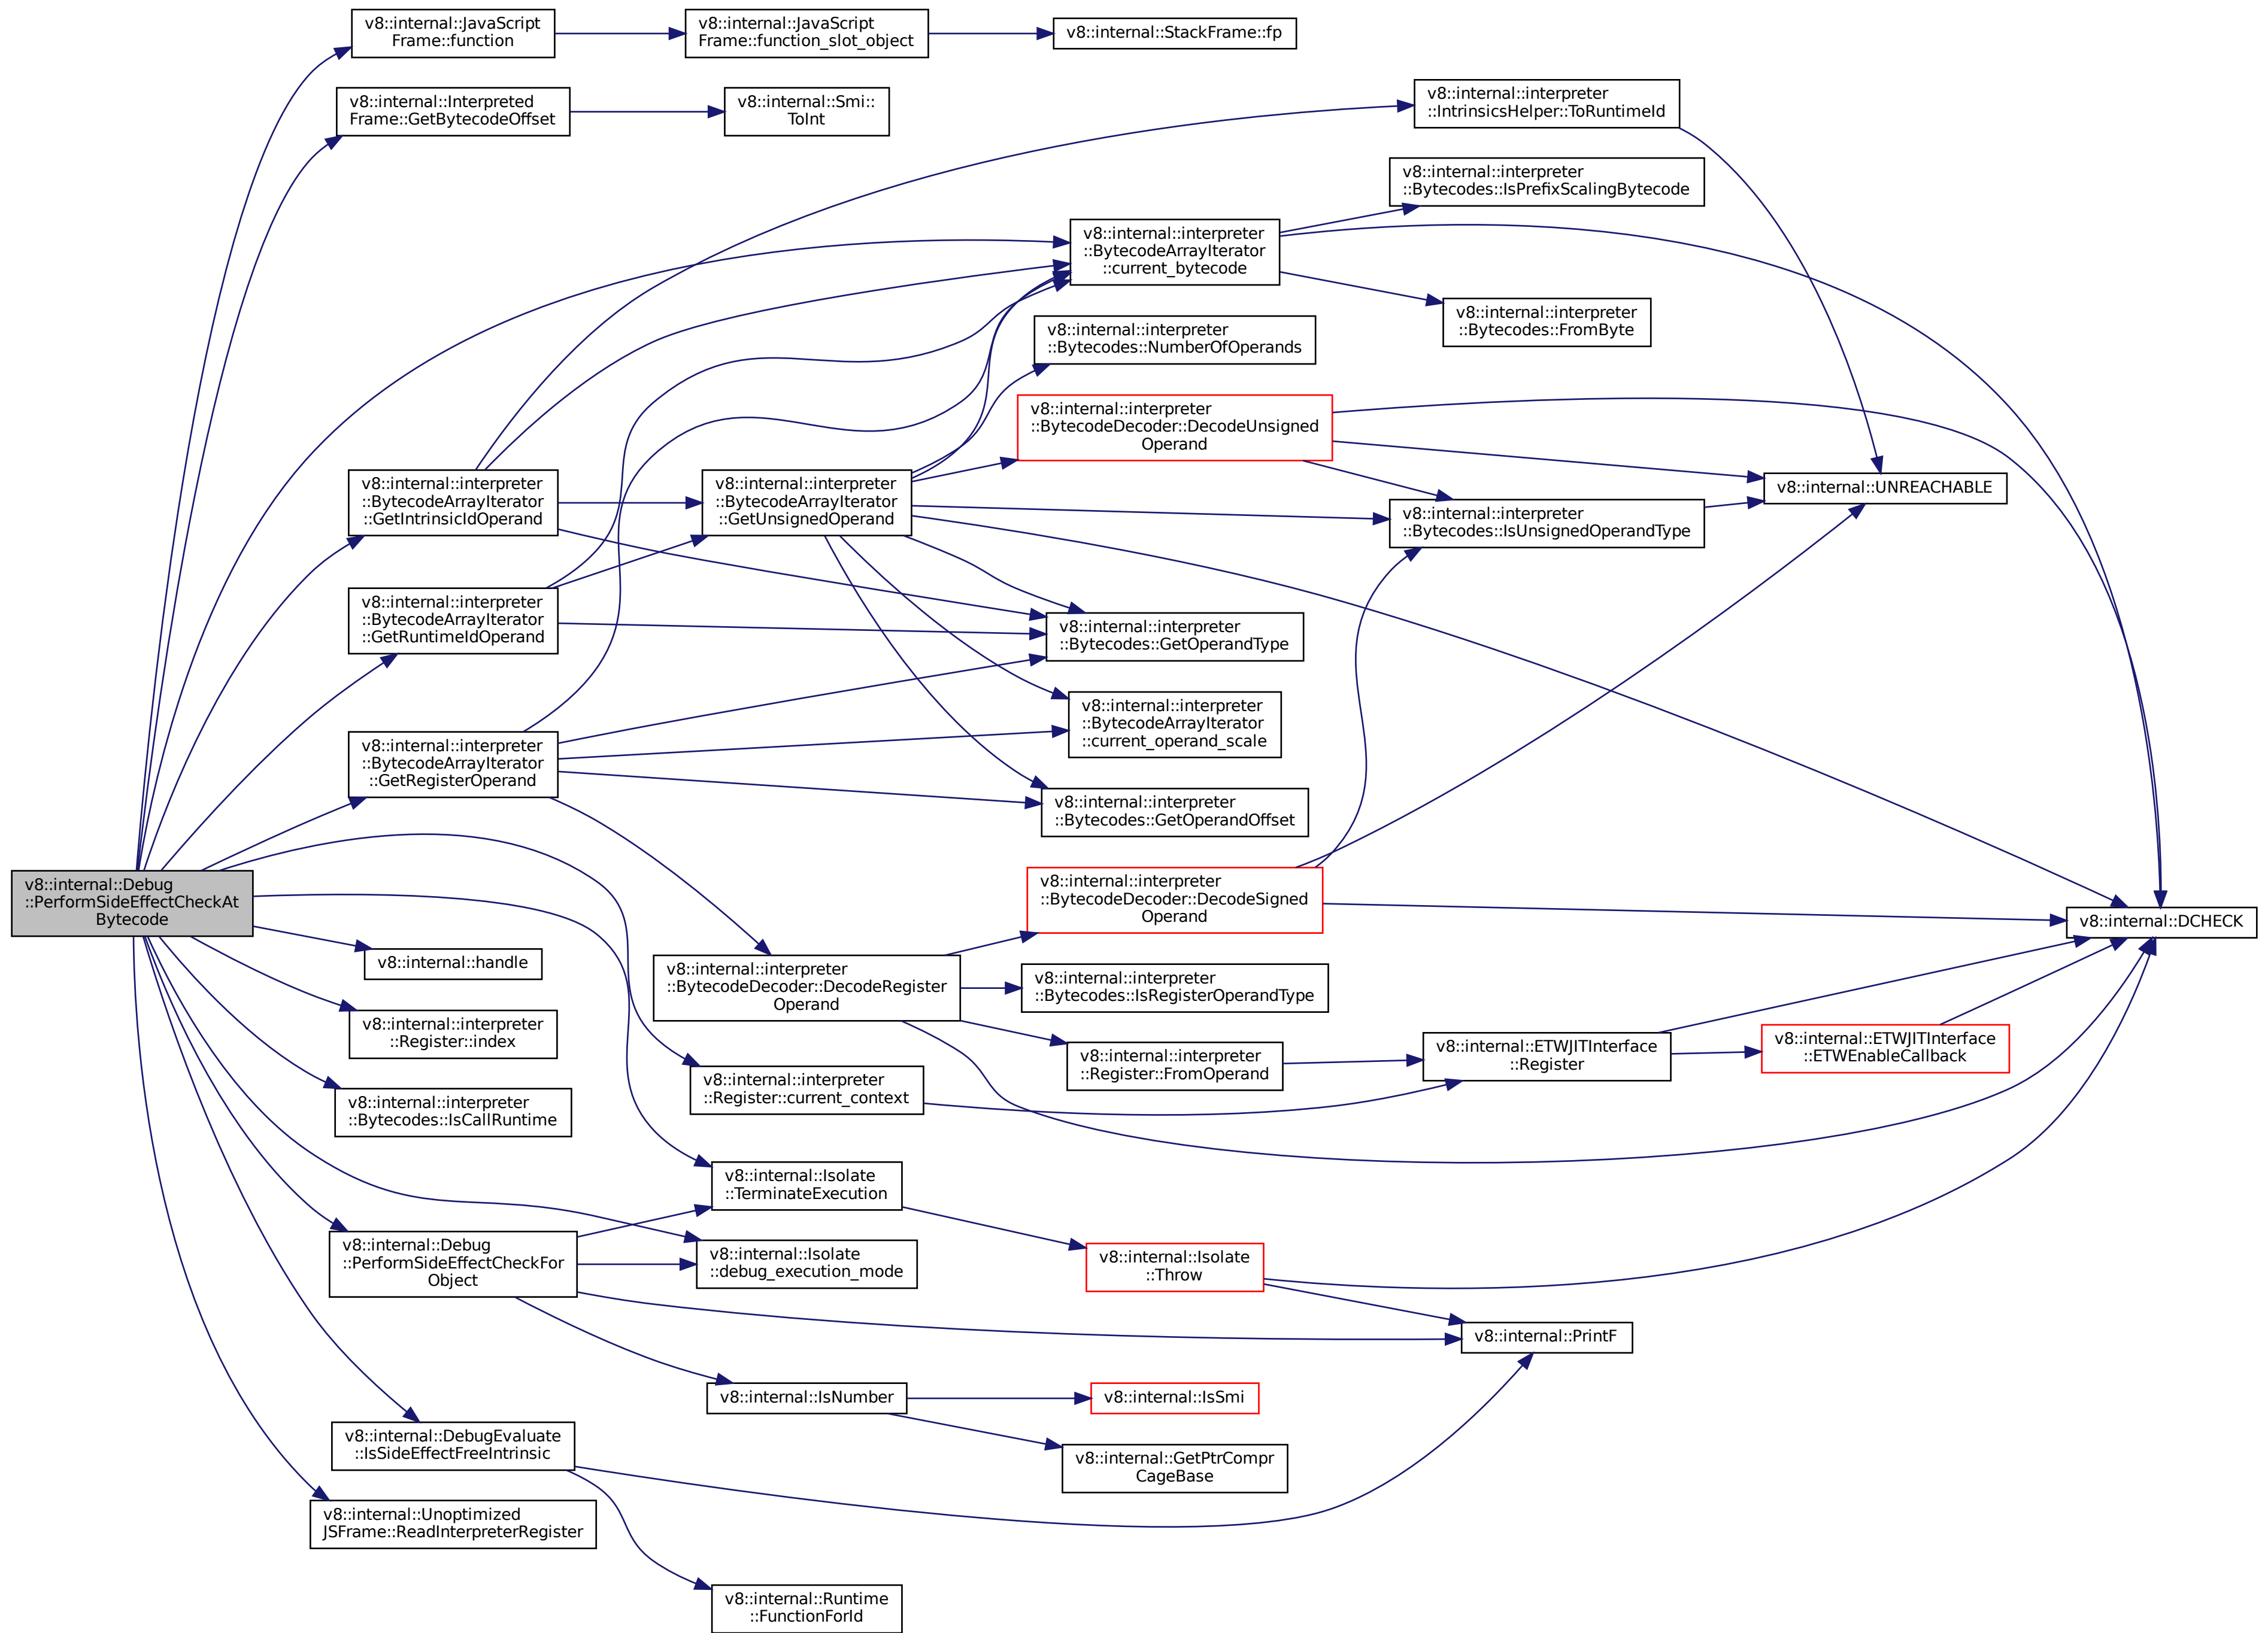 v8::internal::JavaScript
Frame::function
v8::internal::JavaScript
Frame::function_slot_object
v8::internal::StackFrame::fp
v8::internal::Interpreted
Frame::GetBytecodeOffset
v8::internal::Smi::
ToInt
v8::internal::interpreter
::IntrinsicsHelper::ToRuntimeId
v8::internal::interpreter
::Bytecodes::IsPrefixScalingBytecode
v8::internal::interpreter
::BytecodeArrayIterator
::current_bytecode
v8::internal::interpreter
::Bytecodes::FromByte
v8::internal::interpreter
::Bytecodes::NumberOfOperands
v8::internal::interpreter
::BytecodeDecoder::DecodeUnsigned
Operand
v8::internal::interpreter
::BytecodeArrayIterator
::GetIntrinsicIdOperand
v8::internal::interpreter
::BytecodeArrayIterator
::GetUnsignedOperand
v8::internal::UNREACHABLE
v8::internal::interpreter
::Bytecodes::IsUnsignedOperandType
v8::internal::interpreter
::BytecodeArrayIterator
::GetRuntimeIdOperand
v8::internal::interpreter
::Bytecodes::GetOperandType
v8::internal::interpreter
::BytecodeArrayIterator
::current_operand_scale
v8::internal::interpreter
::BytecodeArrayIterator
::GetRegisterOperand
v8::internal::interpreter
::Bytecodes::GetOperandOffset
v8::internal::Debug
::PerformSideEffectCheckAt
Bytecode
v8::internal::interpreter
::BytecodeDecoder::DecodeSigned
Operand
v8::internal::DCHECK
v8::internal::handle
v8::internal::interpreter
::BytecodeDecoder::DecodeRegister
Operand
v8::internal::interpreter
::Bytecodes::IsRegisterOperandType
v8::internal::interpreter
::Register::index
v8::internal::interpreter
::Register::FromOperand
v8::internal::ETWJITInterface
::Register
v8::internal::ETWJITInterface
::ETWEnableCallback
v8::internal::interpreter
::Register::current_context
v8::internal::interpreter
::Bytecodes::IsCallRuntime
v8::internal::Isolate
::TerminateExecution
v8::internal::Debug
::PerformSideEffectCheckFor
Object
v8::internal::Isolate
::debug_execution_mode
v8::internal::Isolate
::Throw
v8::internal::PrintF
v8::internal::IsNumber
v8::internal::IsSmi
v8::internal::DebugEvaluate
::IsSideEffectFreeIntrinsic
v8::internal::GetPtrCompr
CageBase
v8::internal::Unoptimized
JSFrame::ReadInterpreterRegister
v8::internal::Runtime
::FunctionForId